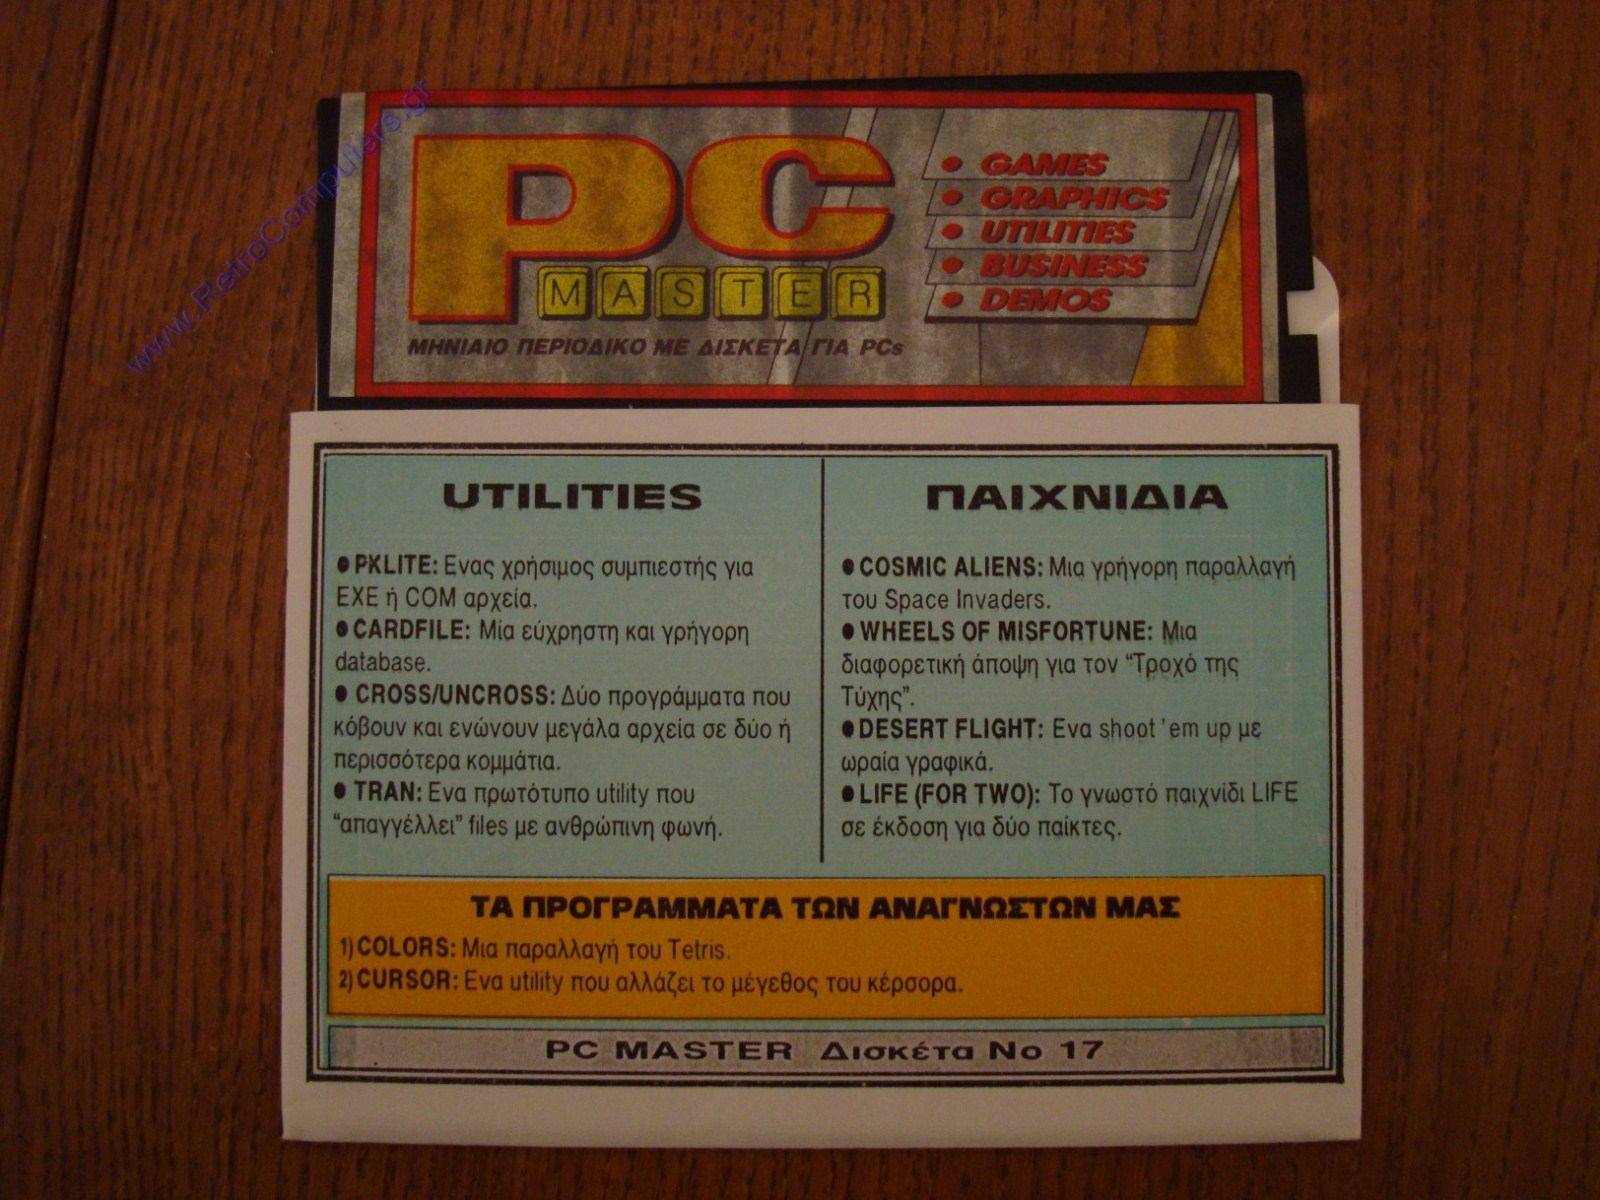 www.RetroComputers.gr
PC
MASTER
ΜΗΝΙΑΙΟ ΠΕΡΙΟΔΙΚΟ ΜΕ ΔΙΣΚΕΤΑ ΓΙΑ PCs
● GAMES
● GRAPHICS
● UTILITIES
● BUSINESS
● DEMOS
UTILITIES
● PKLITE: Ενας χρήσιμος συμπιεστής για
EXE ή COM αρχεία.
● CARDFILE: Μία εύχρηστη και γρήγορη
database.
● CROSS/UNCROSS: Δύο προγράμματα που
κόβουν και ενώνουν μεγάλα αρχεία σε δύο ή
περισσότερα κομμάτια.
● TRAN: Ενα πρωτότυπο utility που
“απαγγέλλει” files με ανθρώπινη φωνή.
ΠΑΙΧΝΙΔΙΑ
● COSMIC ALIENS: Μια γρήγορη παραλλαγή
του Space Invaders.
● WHEELS OF MISFORTUNE: Μια
διαφορετική άποψη για τον “Τροχό της
Τύχης”.
● DESERT FLIGHT: Ενα shoot 'em up με
ωραία γραφικά.
● LIFE (FOR TWO): Το γνωστό παιχνίδι LIFE
σε έκδοση για δύο παίκτες.
ΤΑ ΠΡΟΓΡΑΜΜΑΤΑ ΤΩΝ ΑΝΑΓΝΩΣΤΩΝ ΜΑΣ
1) COLORS: Μια παραλλαγή του Tetris.
2) CURSOR: Ενα utility που αλλάζει το μέγεθος του κέρσορα.
PC MASTER Δισκέτα Νο 17